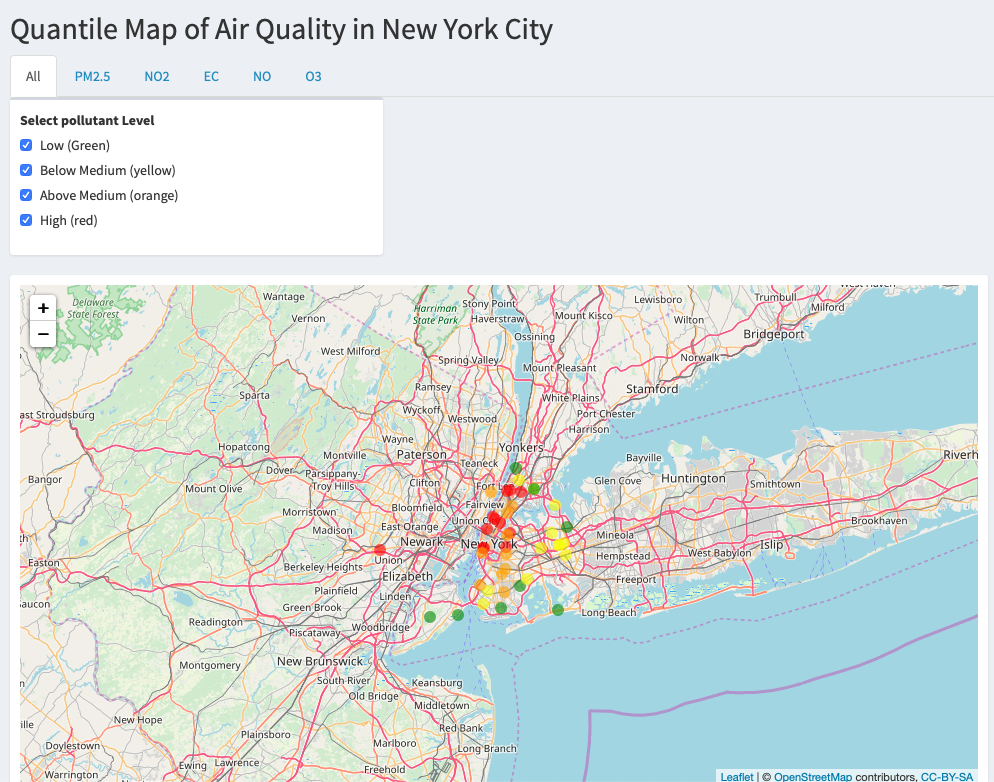 Quantile Map of Air Quality in New York City
All PM2.5 NO2 EC NO O3
Select pollutant Level
Low (Green)
Below Medium (yellow)
Above Medium (orange)
High (red)
+
−
Delaware
State Forest
Wantage
Vernon
Harriman
State Park
Stony Point
Haverstraw
Mount Kisco
Lewisboro
Wilton
Trumbull
Milford
Bridgeport
Ossining
West Milford
Spring Valley
Mount Pleasant
Norwalk
Stamford
Sparta
Ramsey
White Plains
Wyckoff
Westwood
Port Chester
Harrison
ast Stroudsburg
Hopatcong
Wayne
Paterson
Yonkers
Montville
Teaneck
Bayville
Riverh
Bangor
Dover
Parsippany-
Troy Hills
Clifton
Fort L
Glen Cove
Huntington
Smithtown
Mount Olive
Morristown
Bloomfield
Fairview
Madison
East Orange
Union C
Brookhaven
Newark
New York
Mineola
Islip
Hempstead
West Babylon
Easton
Berkeley Heights
Union
Elizabeth
Freeport
Plainfield
Linden
Green Brook
Long Beach
aucon
Readington
Woodbridge
Piscataway
Montgomery
New Brunswick
South River
Keansburg
Old Bridge
Middletown
New Hope
Red Bank
ille
Plainsboro
Marlboro
Long Branch
Doylestown
Ewing
Lawrence
Freehold
Warrington
Leaflet | © OpenStreetMap contributors, CC-BY-SA